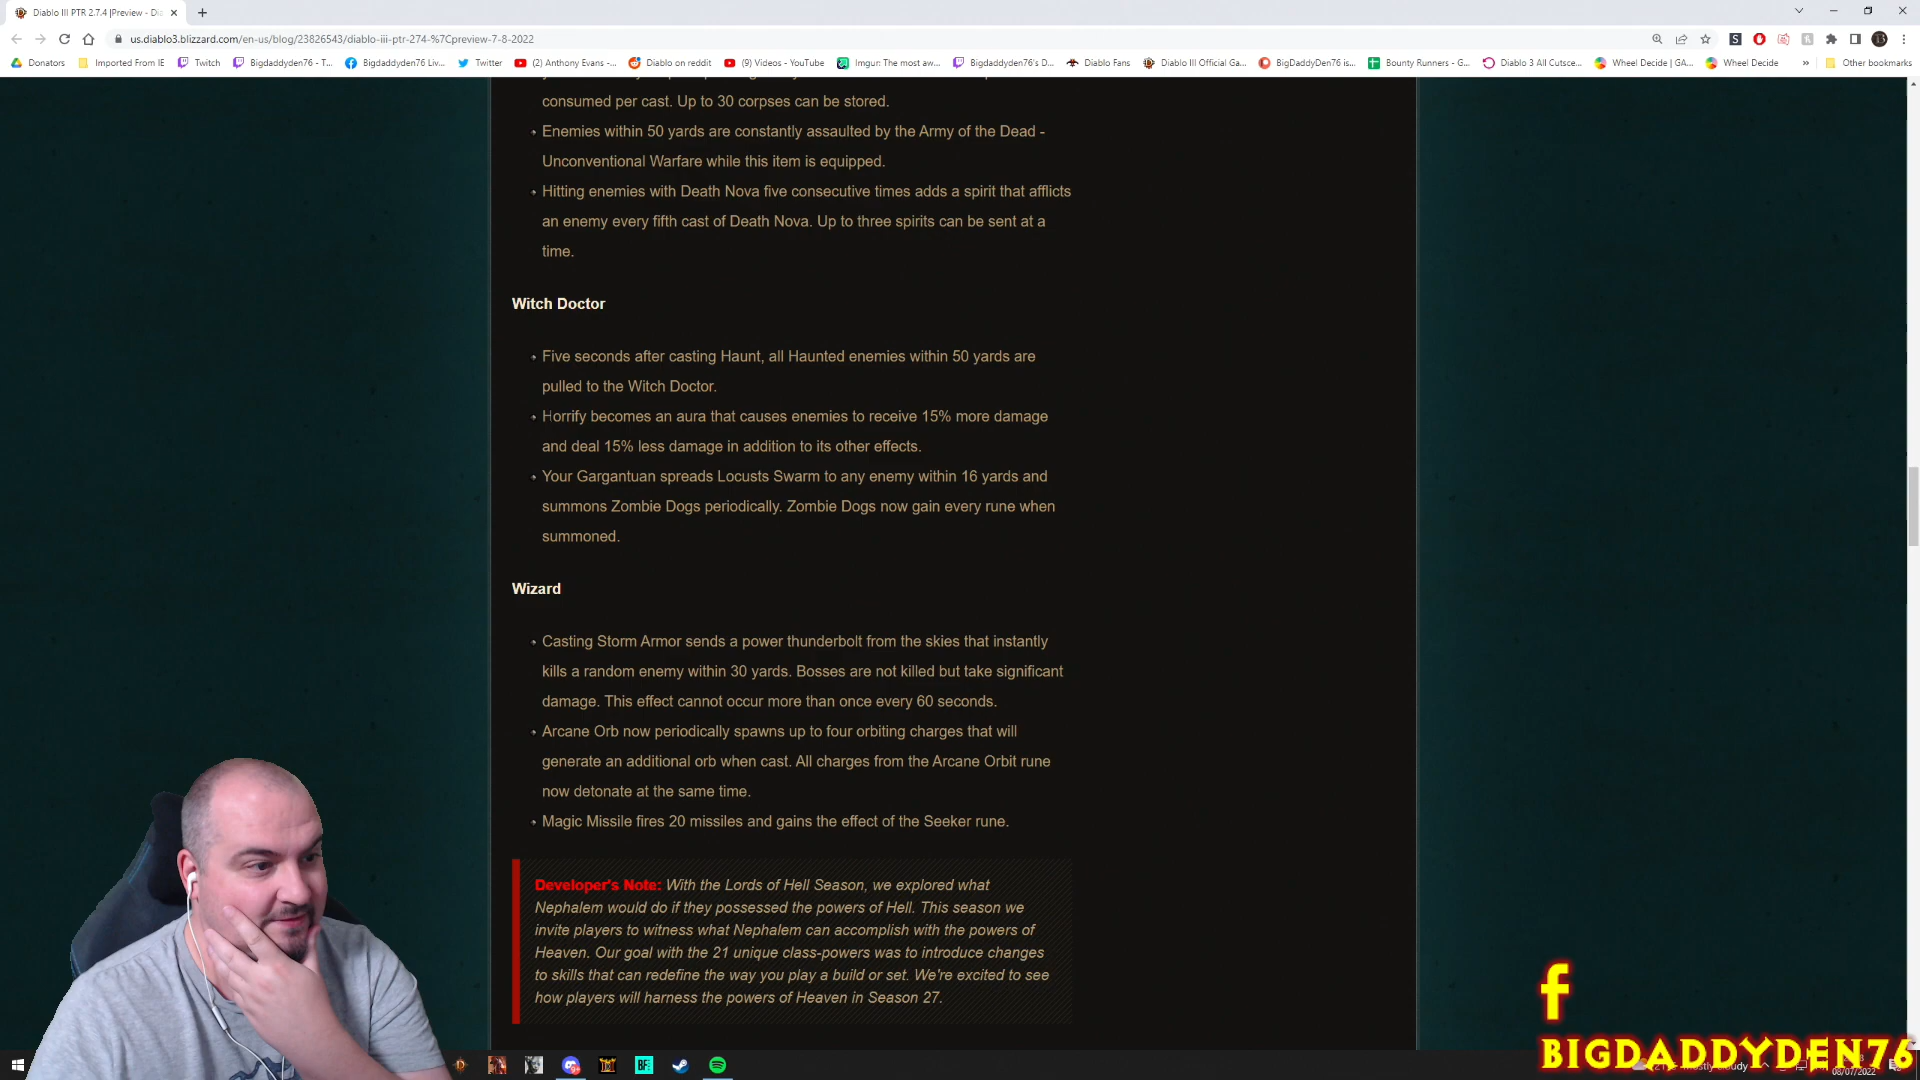 Diablo III PTR 2.7.4 |Preview - Dia
us.diablo3.blizzard.com/en-us/blog/23826543/diablo-iii-ptr-274-%7Cpreview-7-8-2022
Donators Imported From IE Twitch Bigdaddyden76 - T... Bigdaddyden76 Liv... Twitter (2) Anthony Evans -... Diablo on reddit (9) Videos - YouTube Imgur: The most aw... Bigdaddyden76's D... Diablo Fans Diablo III Official Ga... BigDaddyDen76 is... Bounty Runners - G... Diablo 3 All Cutsce... Wheel Decide | GA... Wheel Decide » Other bookmarks
consumed per cast. Up to 30 corpses can be stored.
Enemies within 50 yards are constantly assaulted by the Army of the Dead -
Unconventional Warfare while this item is equipped.
Hitting enemies with Death Nova five consecutive times adds a spirit that afflicts
an enemy every fifth cast of Death Nova. Up to three spirits can be sent at a
time.
Witch Doctor
Five seconds after casting Haunt, all Haunted enemies within 50 yards are
pulled to the Witch Doctor.
Horrify becomes an aura that causes enemies to receive 15% more damage
and deal 15% less damage in addition to its other effects.
Your Gargantuan spreads Locusts Swarm to any enemy within 16 yards and
summons Zombie Dogs periodically. Zombie Dogs now gain every rune when
summoned.
Wizard
Casting Storm Armor sends a power thunderbolt from the skies that instantly
kills a random enemy within 30 yards. Bosses are not killed but take significant
damage. This effect cannot occur more than once every 60 seconds.
Arcane Orb now periodically spawns up to four orbiting charges that will
generate an additional orb when cast. All charges from the Arcane Orbit rune
now detonate at the same time.
Magic Missile fires 20 missiles and gains the effect of the Seeker rune.
Developer's Note: With the Lords of Hell Season, we explored what
Nephalem would do if they possessed the powers of Hell. This season we
invite players to witness what Nephalem can accomplish with the powers of
Heaven. Our goal with the 21 unique class-powers was to introduce changes
to skills that can redefine the way you play a build or set. We're excited to see
how players will harness the powers of Heaven in Season 27.
f
BIGDADDYDEN76
BF
cloudy
08/07/2022